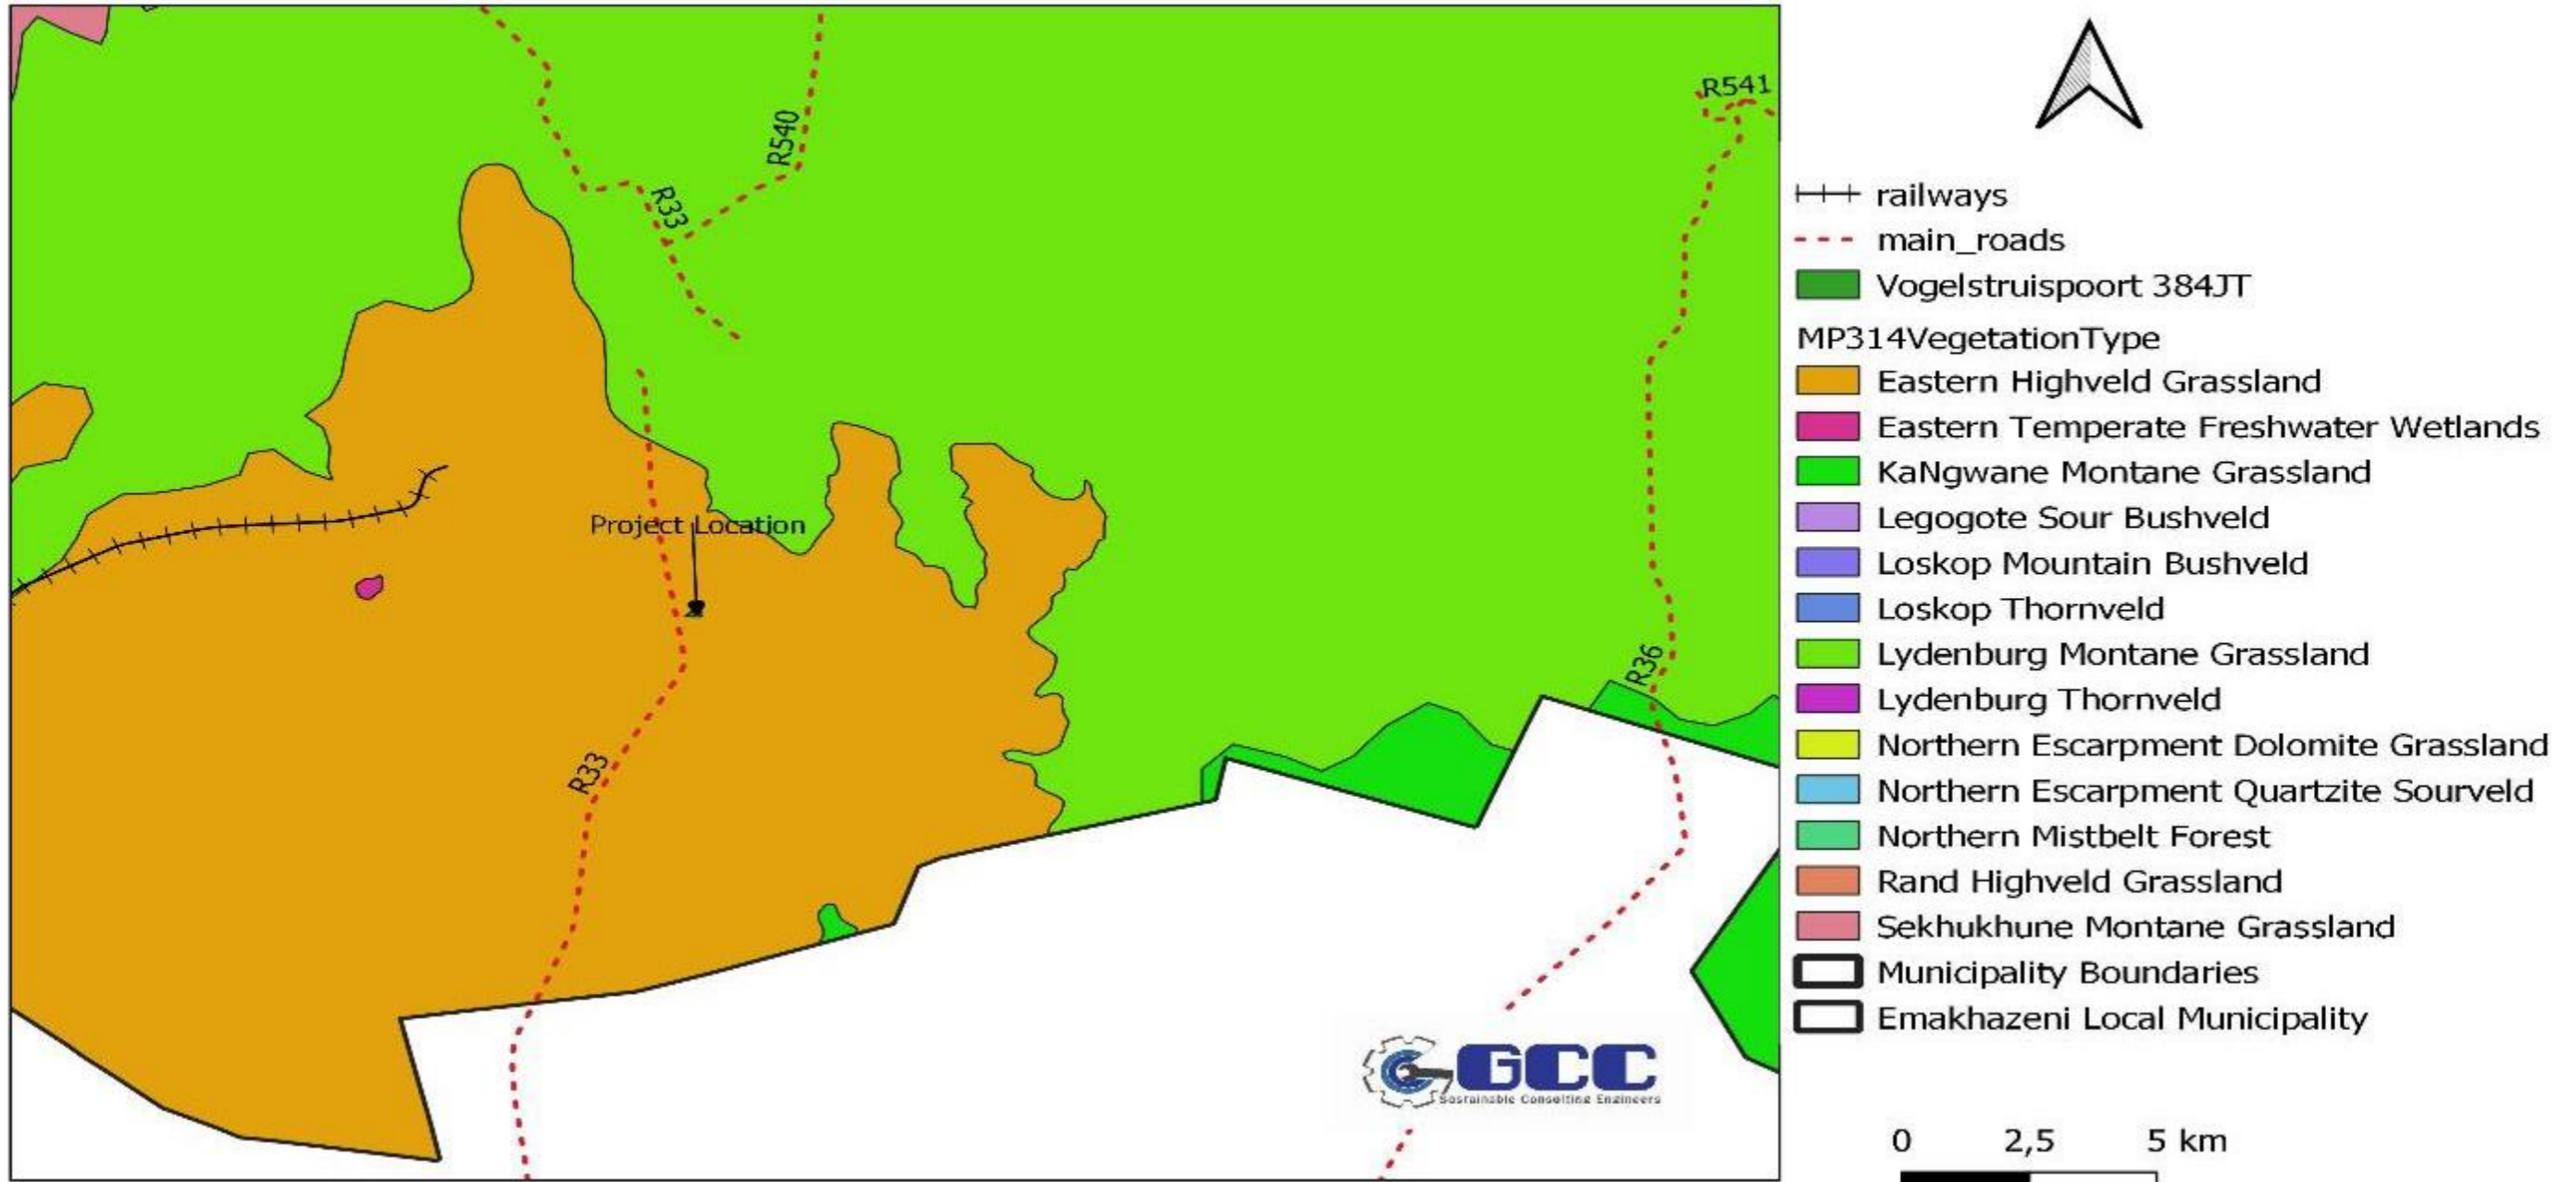 R541
R540
R33
Project Location
R36
R33
GCC
Sustainable Consulting Engineers
railways
main_roads
Vogelstruispoort 384JT
MP314VegetationType
Eastern Highveld Grassland
Eastern Temperate Freshwater Wetlands
KaNgwane Montane Grassland
Legogote Sour Bushveld
Loskop Mountain Bushveld
Loskop Thornveld
Lydenburg Montane Grassland
Lydenburg Thornveld
Northern Escarpment Dolomite Grassland
Northern Escarpment Quartzite Sourveld
Northern Mistbelt Forest
Rand Highveld Grassland
Sekhukhune Montane Grassland
Municipality Boundaries
Emakhazeni Local Municipality
0 2,5 5 km